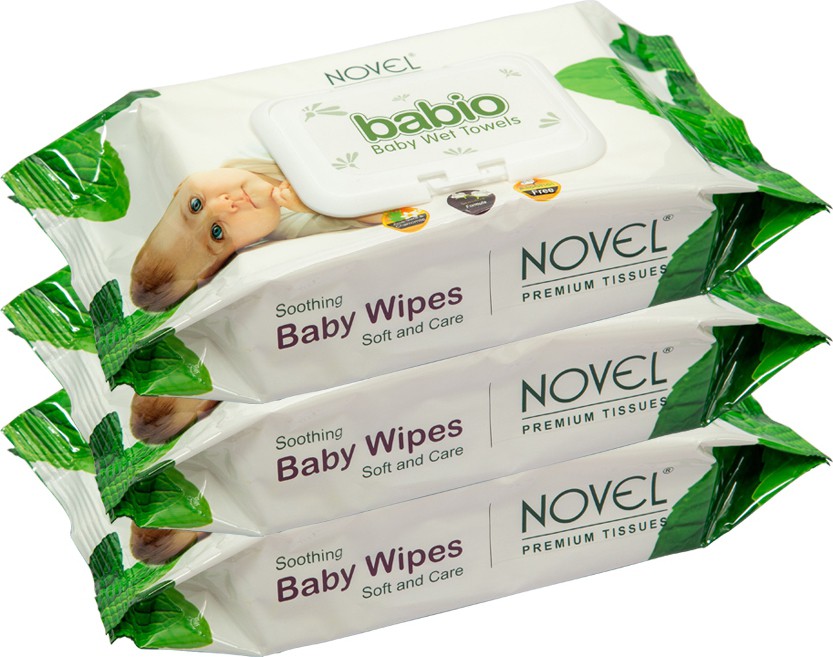 NOVEL®
babio
Baby Wet Towels
Formula
Free
Soothing
Baby Wipes
Soft and Care
NOVEL®
PREMIUM TISSUES
Soothing
Baby Wipes
Soft and Care
NOVEL®
PREMIUM TISSUES
Soothing
Baby Wipes
Soft and Care
NOVEL®
PREMIUM TISSUES